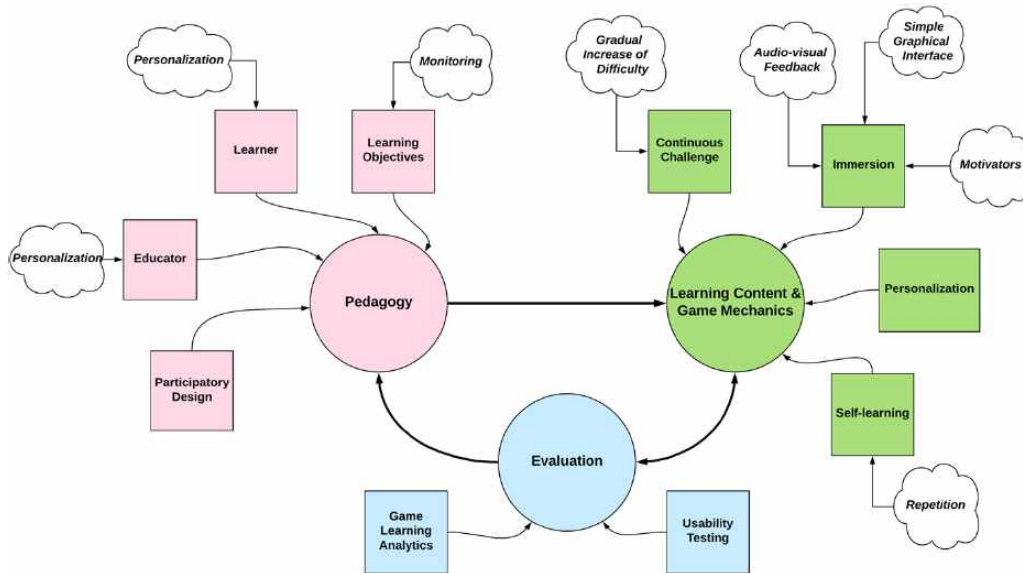 Personalization
Monitoring
Gradual
Increase of
Difficulty
Audio-visual
Feedback
Simple
Graphical
Interface
Learner
Learning
Objectives
Continuous
Challenge
Immersion
Motivators
Personalization
Educator
Pedagogy
Learning Content &
Game Mechanics
Personalization
Participatory
Design
Self-learning
Evaluation
Game
Learning
Analytics
Usability
Testing
Repetition